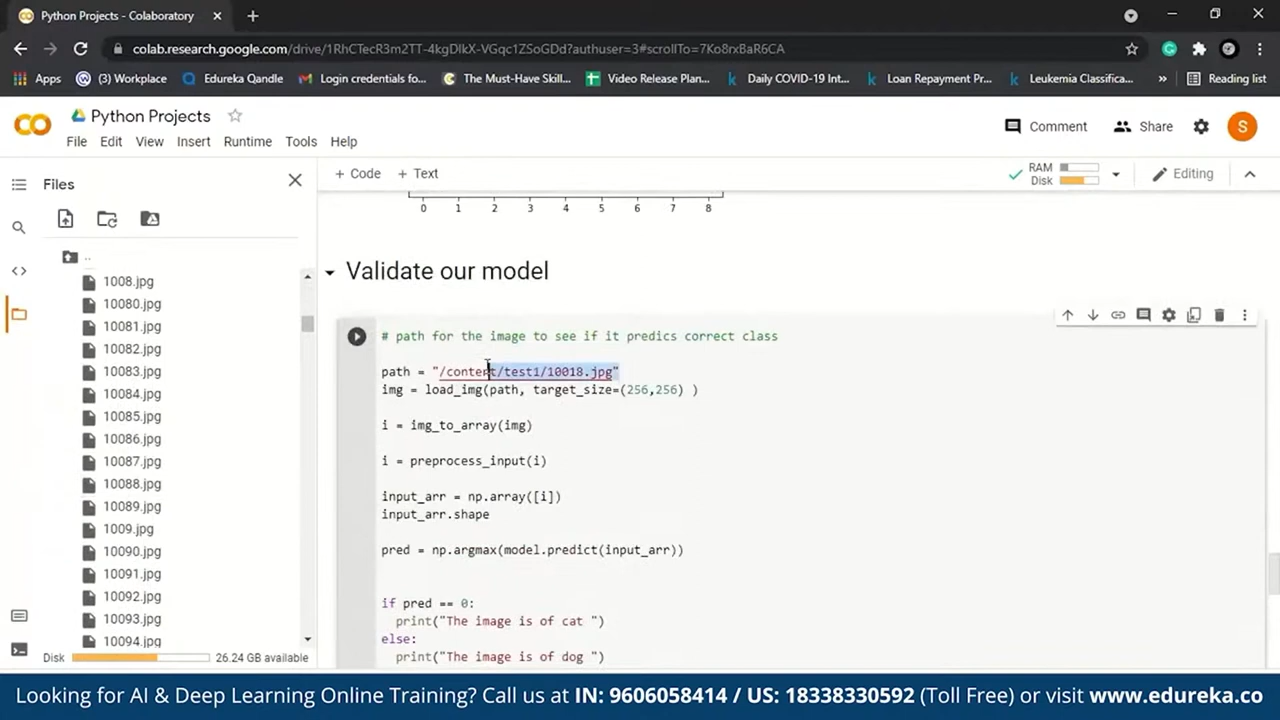 Python Projects - Colaboratory
colab.research.google.com/drive/1RhCTecR3m2TT-4kgDlkX-VGqc1ZSoGDd?authuser=3#scrollTo=7Ko8rxBaR6CA
Apps
(3) Workplace
Edureka Qandle
Login credentials fo...
The Must-Have Skil...
Video Release Plan...
Daily COVID-19 Int...
Loan Repayment Pr...
Leukemia Classifica...
Reading list
CO
Python Projects
Comment
Share
S
File
Edit
View
Insert
Runtime
Tools
Help
Files
+ Code
+ Text
RAM
Disk
Editing
..
1008.jpg
10080.jpg
10081.jpg
10082.jpg
10083.jpg
10084.jpg
10085.jpg
10086.jpg
10087.jpg
10088.jpg
10089.jpg
1009.jpg
10090.jpg
10091.jpg
10092.jpg
10093.jpg
10094.jpg
Disk
26.24 GB available
0 1 2 3 4 5 6 7 8
Validate our model
# path for the image to see if it predics correct class
path = "/content/test1/10018.jpg"
img = load_img(path, target_size=(256,256) )
i = img_to_array(img)
i = preprocess_input(i)
input_arr = np.array([i])
input_arr.shape
pred = np.argmax(model.predict(input_arr))
if pred == 0:
print("The image is of cat ")
else:
print("The image is of dog ")
Looking for AI & Deep Learning Online Training? Call us at IN: 9606058414 / US: 18338330592 (Toll Free) or visit www.edureka.co